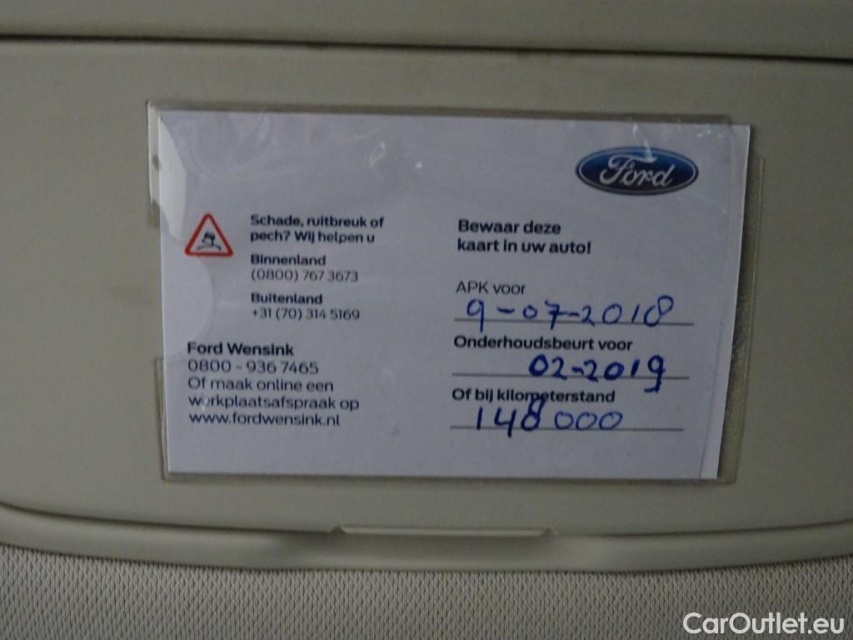 Ford
Schade, ruitbreuk of
pech? Wij helpen u
Binnenland
(0800) 767 3673
Buitenland
+31 (70) 314 5169
Ford Wensink
0800 - 936 7465
Of maak online een
werkplaatsafspraak op
www.fordwensink.nl
Bewaar deze
kaart in uw auto!
APK voor
9-07-2018
Onderhoudsbeurt voor
02-2019
Of bij kilometerstand
148000
CarOutlet.eu